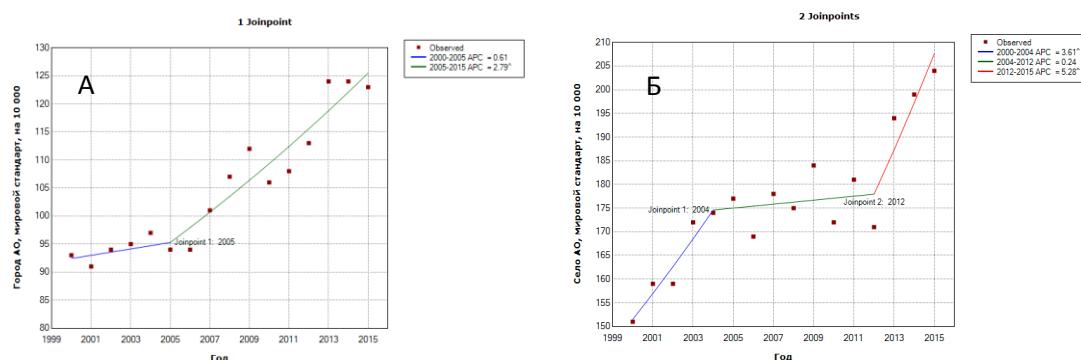 1 Joinpoint
Город АО, мировой стандарт, на 10 000
130
125
120
115
110
105
100
95
90
85
80
А
Joinpoint 1: 2005
1999
2001
2003
2005
2007
2009
2011
2013
2015
Год
Observed
2000-2005 APC = 0.61
2005-2015 APC = 2.79^
2 Joinpoints
Село АО, мировой стандарт, на 10 000
210
205
200
195
190
185
180
175
170
165
160
155
150
Б
Joinpoint 1: 2004
Joinpoint 2: 2012
1999
2001
2003
2005
2007
2009
2011
2013
2015
Год
Observed
2000-2004 APC = 3.61^
2004-2012 APC = 0.24
2012-2015 APC = 5.28^